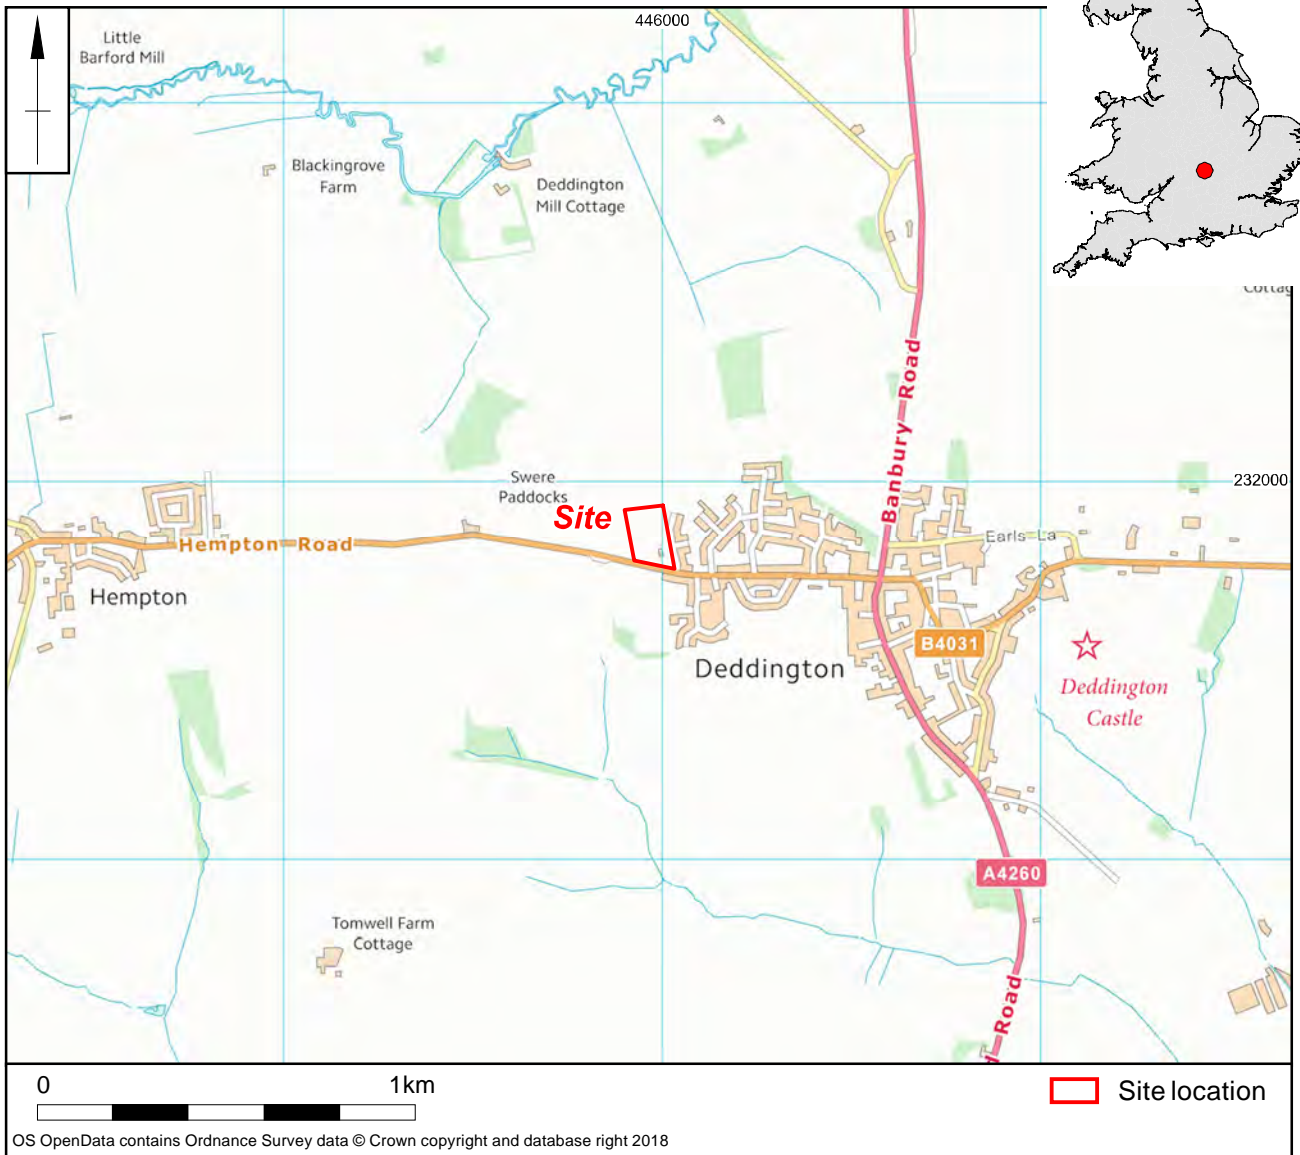 446000
Little
Barford Mill
Blackingrove
Farm
Deddington
Mill Cottage
Banbury Road
232000
Swere
Paddocks
Site
Hempton Road
Earls La
Hempton
B4031
Deddington
Deddington
Castle
A4260
Tomwell Farm
Cottage
Road
0 1km
Site location
OS OpenData contains Ordnance Survey data © Crown copyright and database right 2018